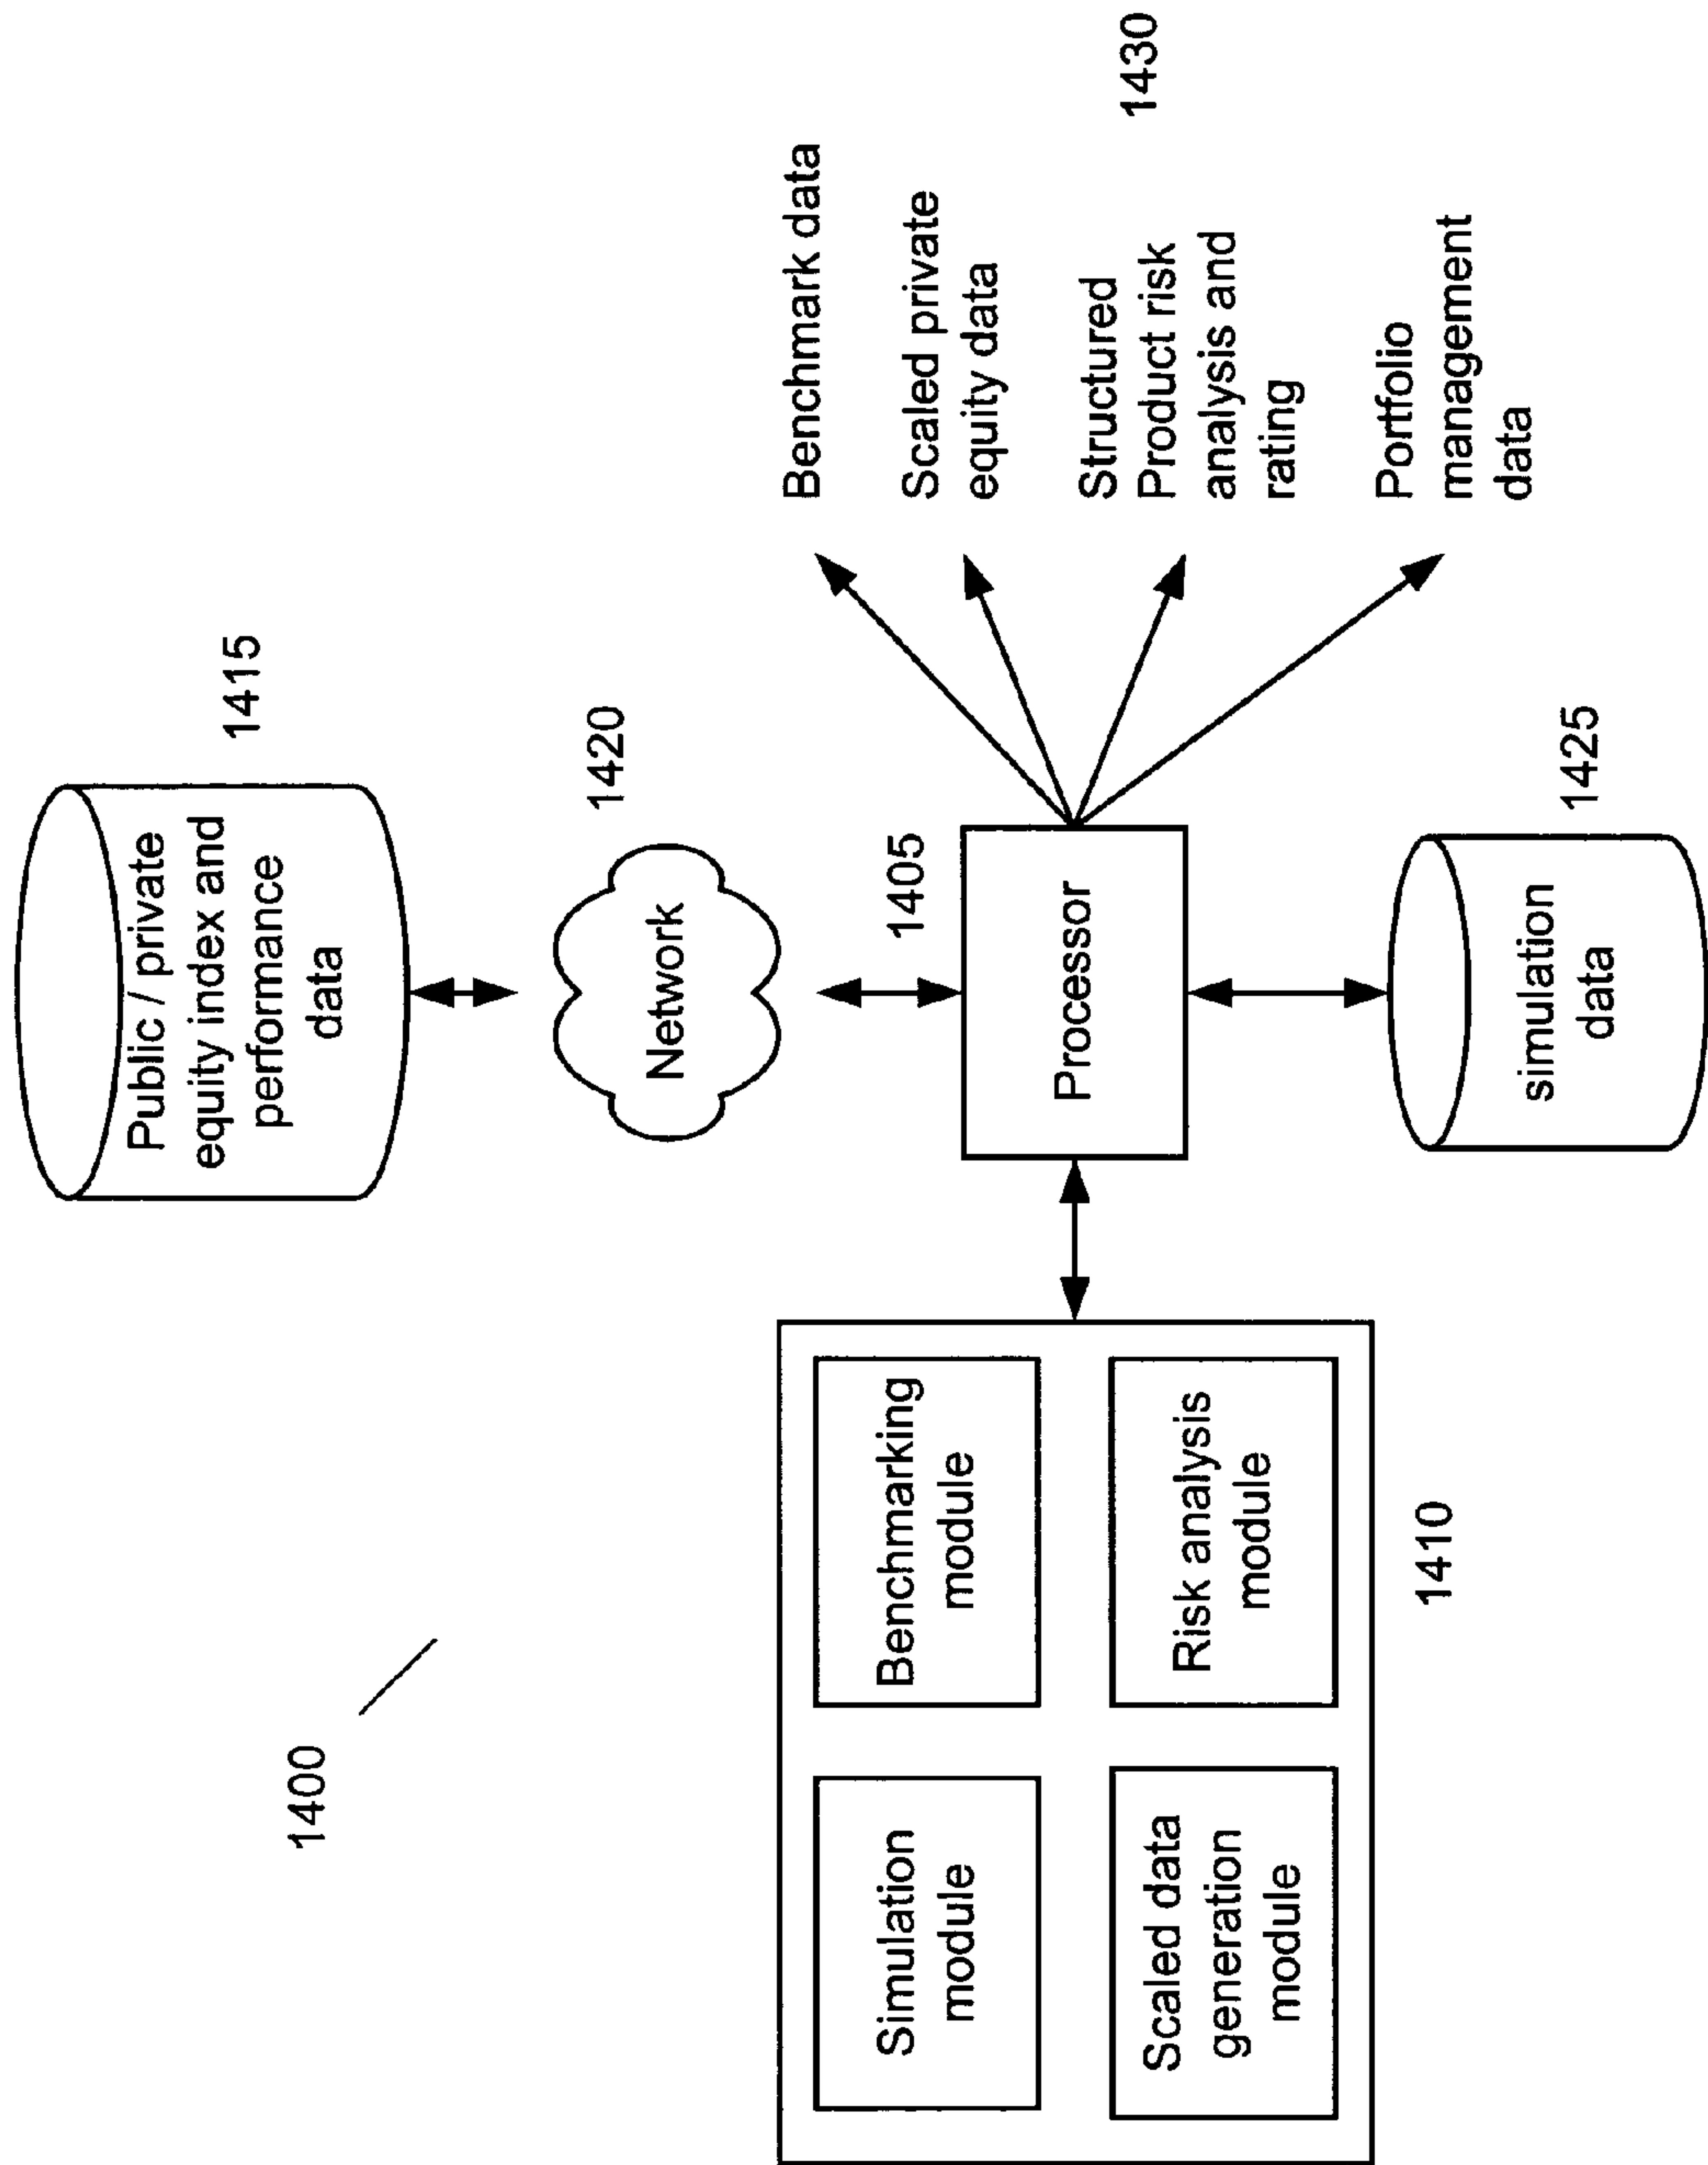 1400
Public / private
equity index and
performance
data
1415
Network
1420
1405
Processor
Simulation
module
Benchmarking
module
Scaled data
generation
module
Risk analysis
module
1410
simulation
data
1425
Benchmark data
Scaled private
equity data
Structured
Product risk
analysis and
rating
Portfolio
management
data
1430